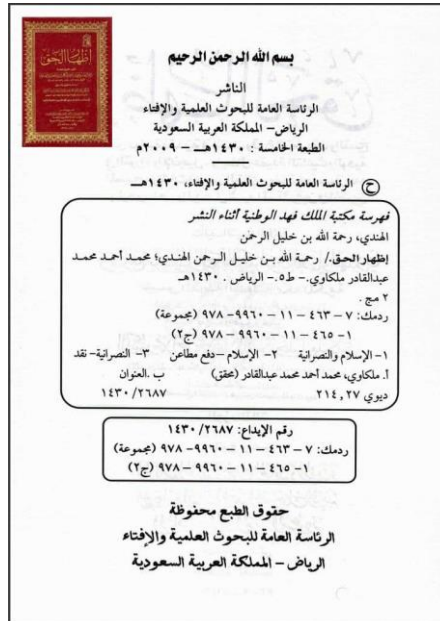 إظهار الحق
بسم الله الرحمن الرحيم
الناشر
الرئاسة العامة للبحوث العلمية والإفتاء
الرياض – المملكة العربية السعودية
الطبعة الخامسة : ١٤٣٠هـ – ٢٠٠٩م
ح الرئاسة العامة للبحوث العلمية والإفتاء، ١٤٣٠هـ
فهرسة مكتبة الملك فهد الوطنية أثناء النشر
الهندي، رحمة الله بن خليل الرحمن
إظهار الحق./ رحمة الله بن خليل الرحمن الهندي؛ محمد أحمد محمد
عبدالقادر ملكاوي.- ط٥.- الرياض . ١٤٣٠هـ
٢ مج .
ردمك: ٧ – ٤٦٣ – ١١ – ٩٩٦٠ – ٩٧٨ (مجموعة)
١ – ٤٦٥ – ١١ – ٩٩٦٠ – ٩٧٨ (ج٢)
١- الإسلام والنصرانية ٢- الإسلام – دفع مطاعن ٣- النصرانية – نقد
أ. ملكاوي، محمد أحمد محمد عبدالقادر (محقق) ب .العنوان
ديوي ٢١٤,٢٧ ١٤٣٠/٢٦٨٧
رقم الإيداع: ١٤٣٠/٢٦٨٧
ردمك: ٧ – ٤٦٣ – ١١ – ٩٩٦٠ – ٩٧٨ (مجموعة)
١ – ٤٦٥ – ١١ – ٩٩٦٠ – ٩٧٨ (ج٢)
حقوق الطبع محفوظة
الرئاسة العامة للبحوث العلمية والإفتاء
الرياض – المملكة العربية السعودية